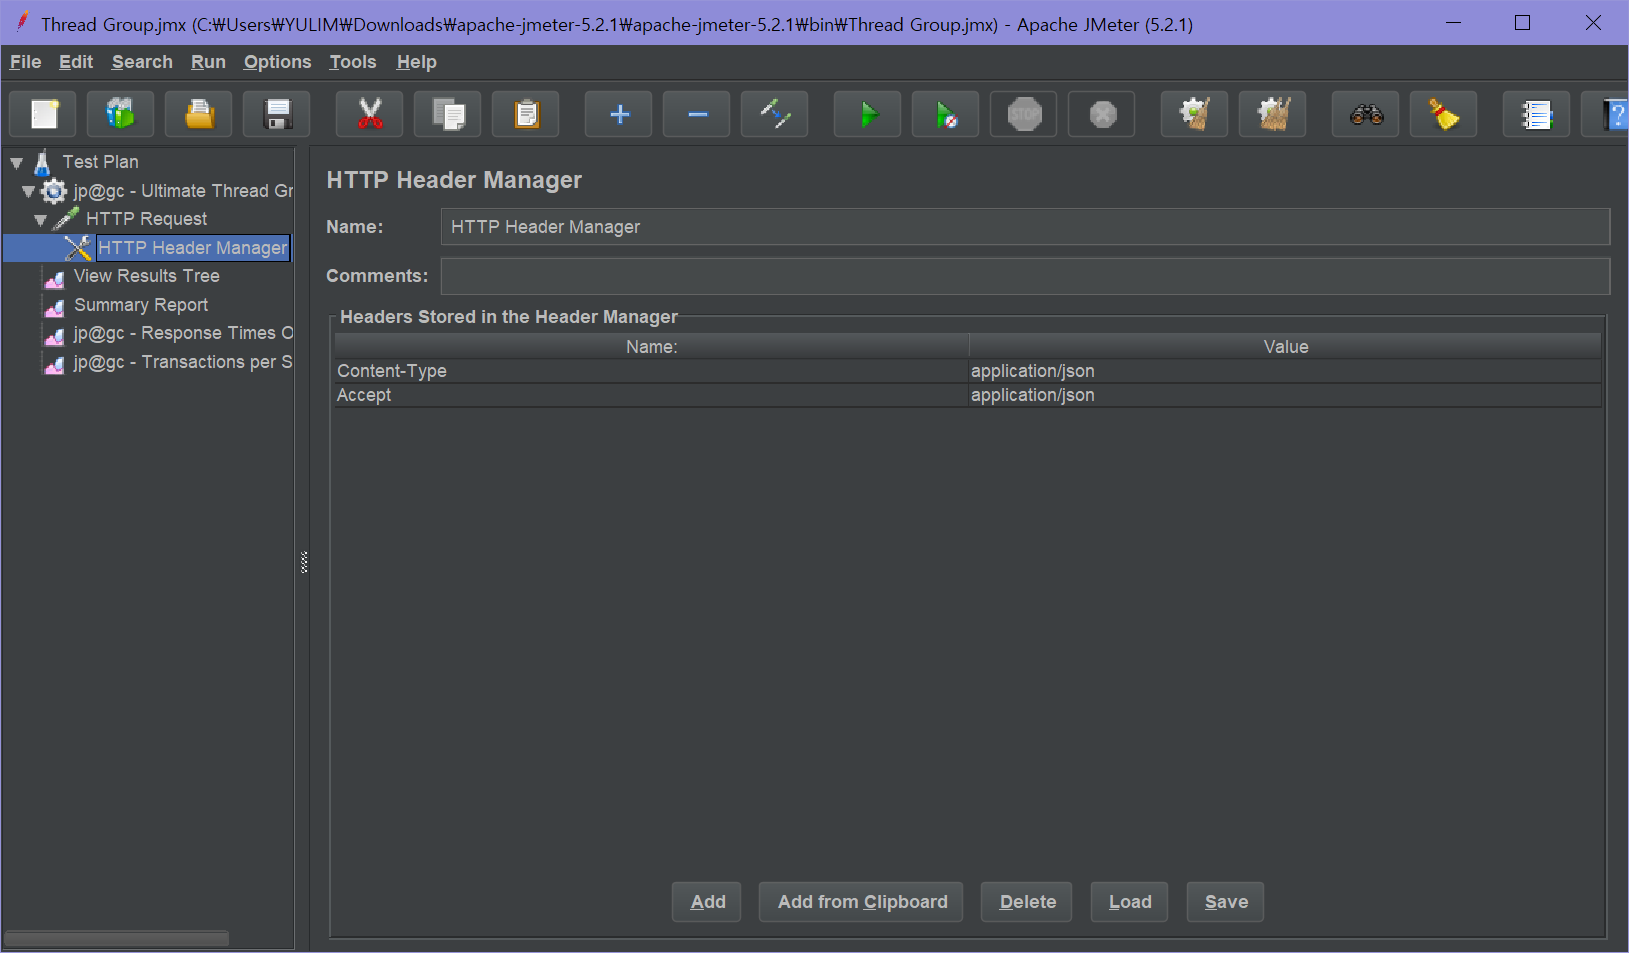 Thread Group.jmx (C:₩Users₩YULIM₩Downloads₩apache-jmeter-5.2.1₩apache-jmeter-5.2.1₩bin₩Thread Group.jmx) - Apache JMeter (5.2.1)
File Edit Search Run Options Tools Help
STOP
?
Test Plan
jp@gc - Ultimate Thread Gr
HTTP Request
HTTP Header Manager
View Results Tree
Summary Report
jp@gc - Response Times O
jp@gc - Transactions per S
HTTP Header Manager
Name: HTTP Header Manager
Comments:
Headers Stored in the Header Manager
Name: Value
Content-Type application/json
Accept application/json
Add Add from Clipboard Delete Load Save